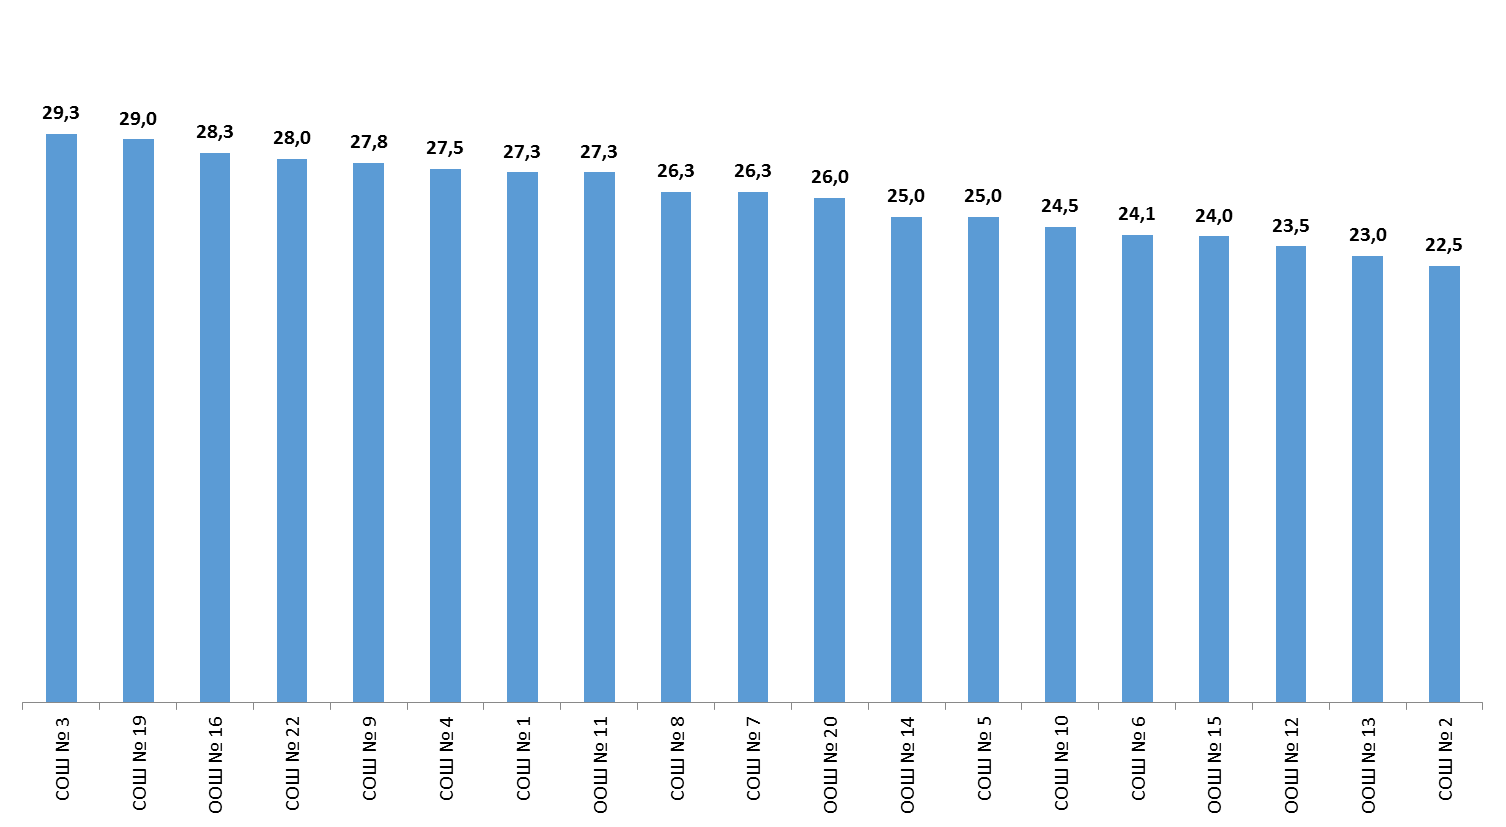 29,3
29,0
28,3
28,0
27,8
27,5
27,3
27,3
26,3
26,3
26,0
25,0
25,0
24,5
24,1
24,0
23,5
23,0
22,5
СОШ № 3
СОШ № 19
ООШ № 16
СОШ № 22
СОШ № 9
СОШ № 4
СОШ № 1
ООШ № 11
СОШ № 8
СОШ № 7
ООШ № 20
ООШ № 14
СОШ № 5
СОШ № 10
СОШ № 6
ООШ № 15
ООШ № 12
ООШ № 13
СОШ № 2